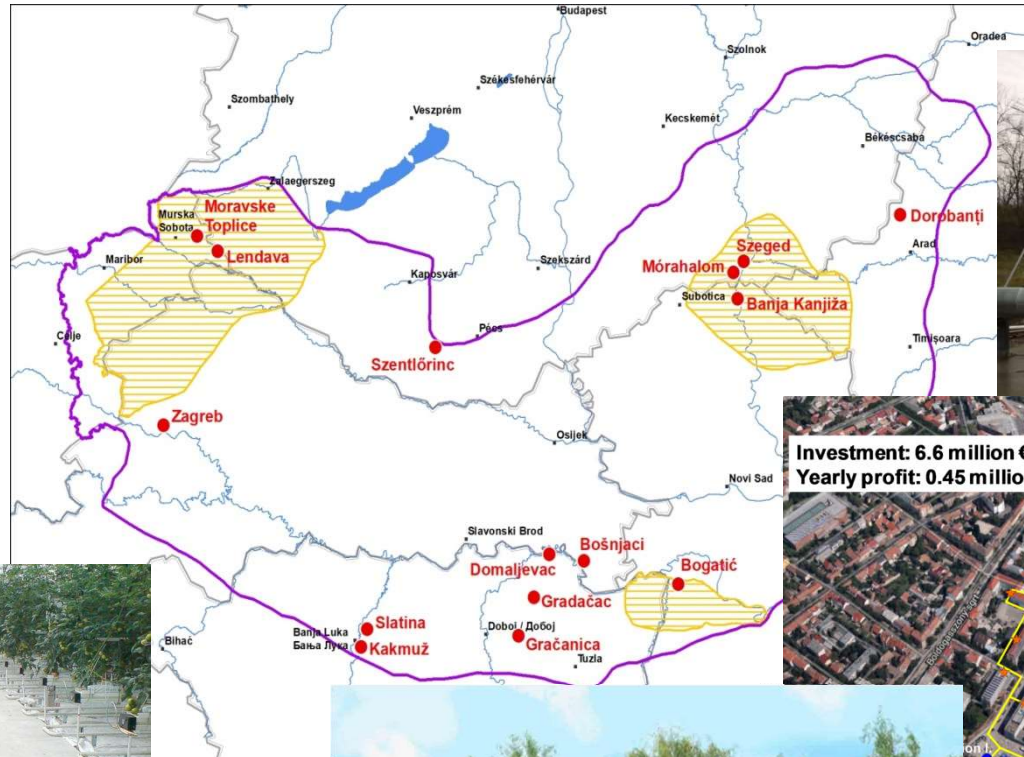 Budapest
Oradea
Szolnok
Székesfehérvár
Szombathely
Veszprém
Kecskemét
Békéscsaba
Zalaegerszeg
Moravske
Toplice
Murska
Sobota
Lendava
Maribor
Dorobanți
Arad
Szeged
Mórahalom
Szekszárd
Kaposvár
Subotica
Banja Kanjiža
Pécs
Celje
Timișoara
Szentlőrinc
Zagreb
Osijek
Investment: 6.6 million €
Yearly profit: 0.45 millio
Novi Sad
Slavonski Brod
Bošnjaci
Domaljevac
Bogatić
Gradačac
Slatina
Banja Luka
Бања Лука
Kakmuž
Doboj / Добој
Gračanica
Bihać
Tuzla